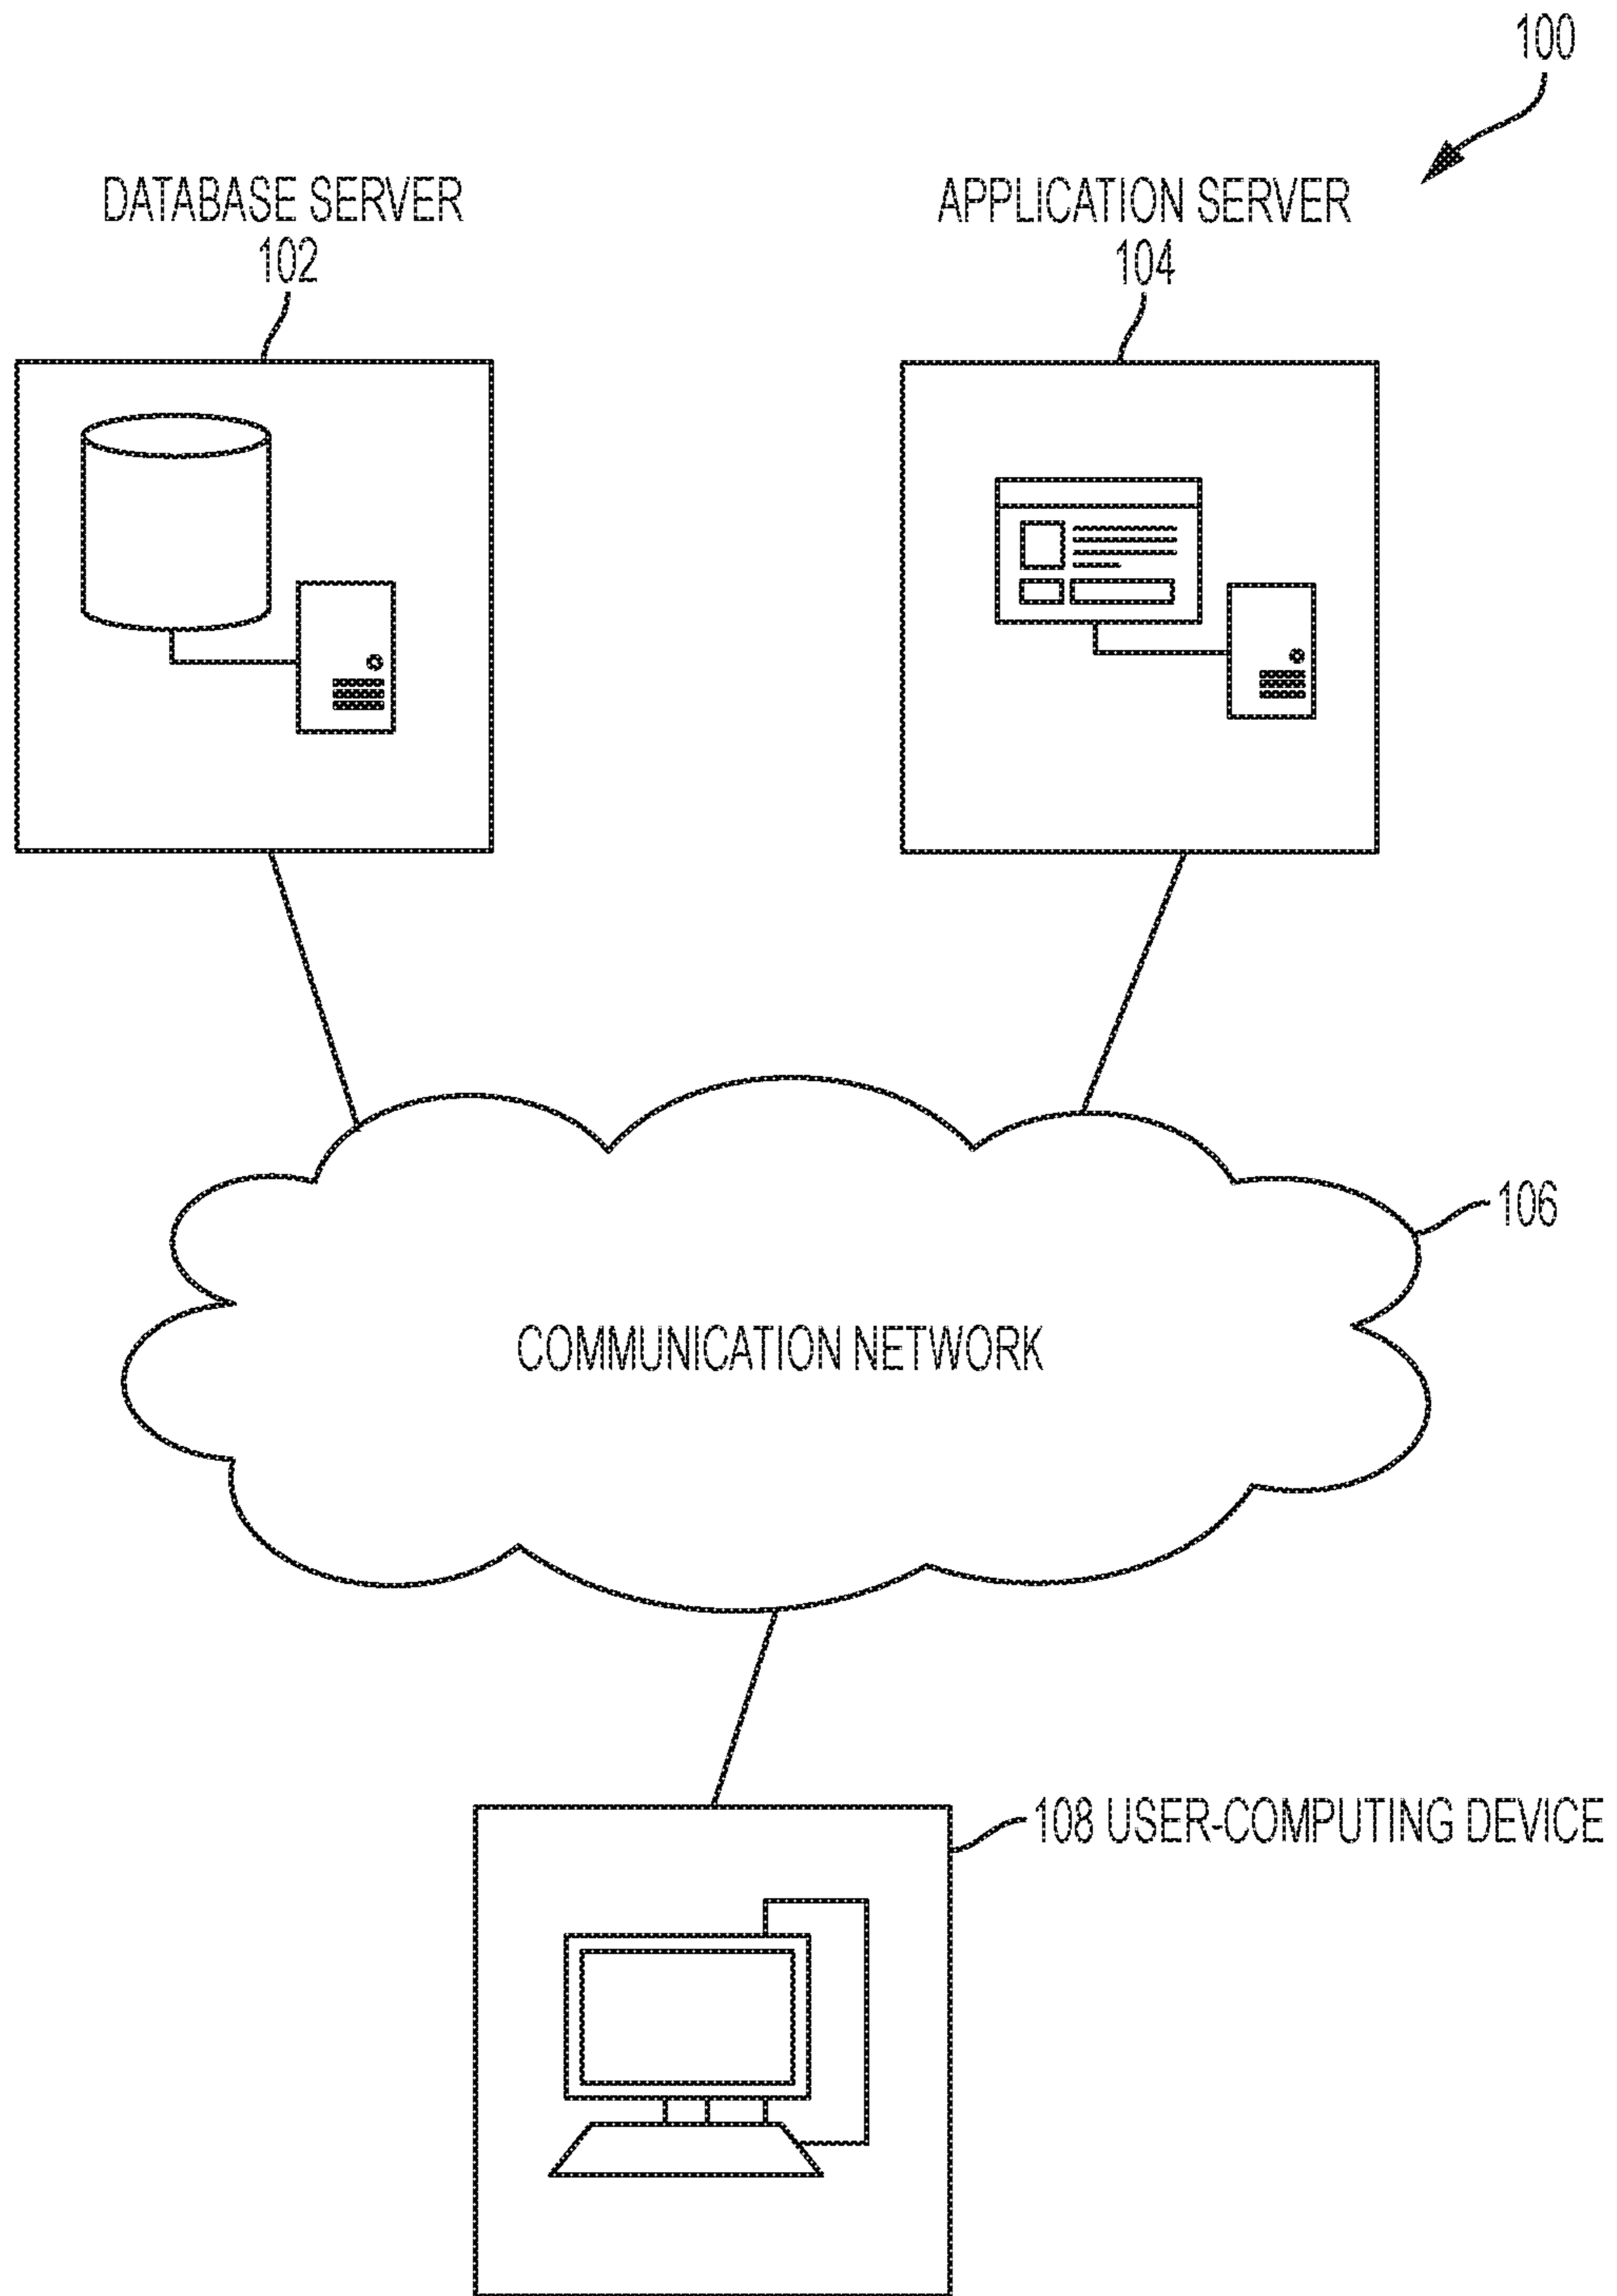 100
DATABASE SERVER
102
APPLICATION SERVER
104
106
COMMUNICATION NETWORK
108 USER-COMPUTING DEVICE